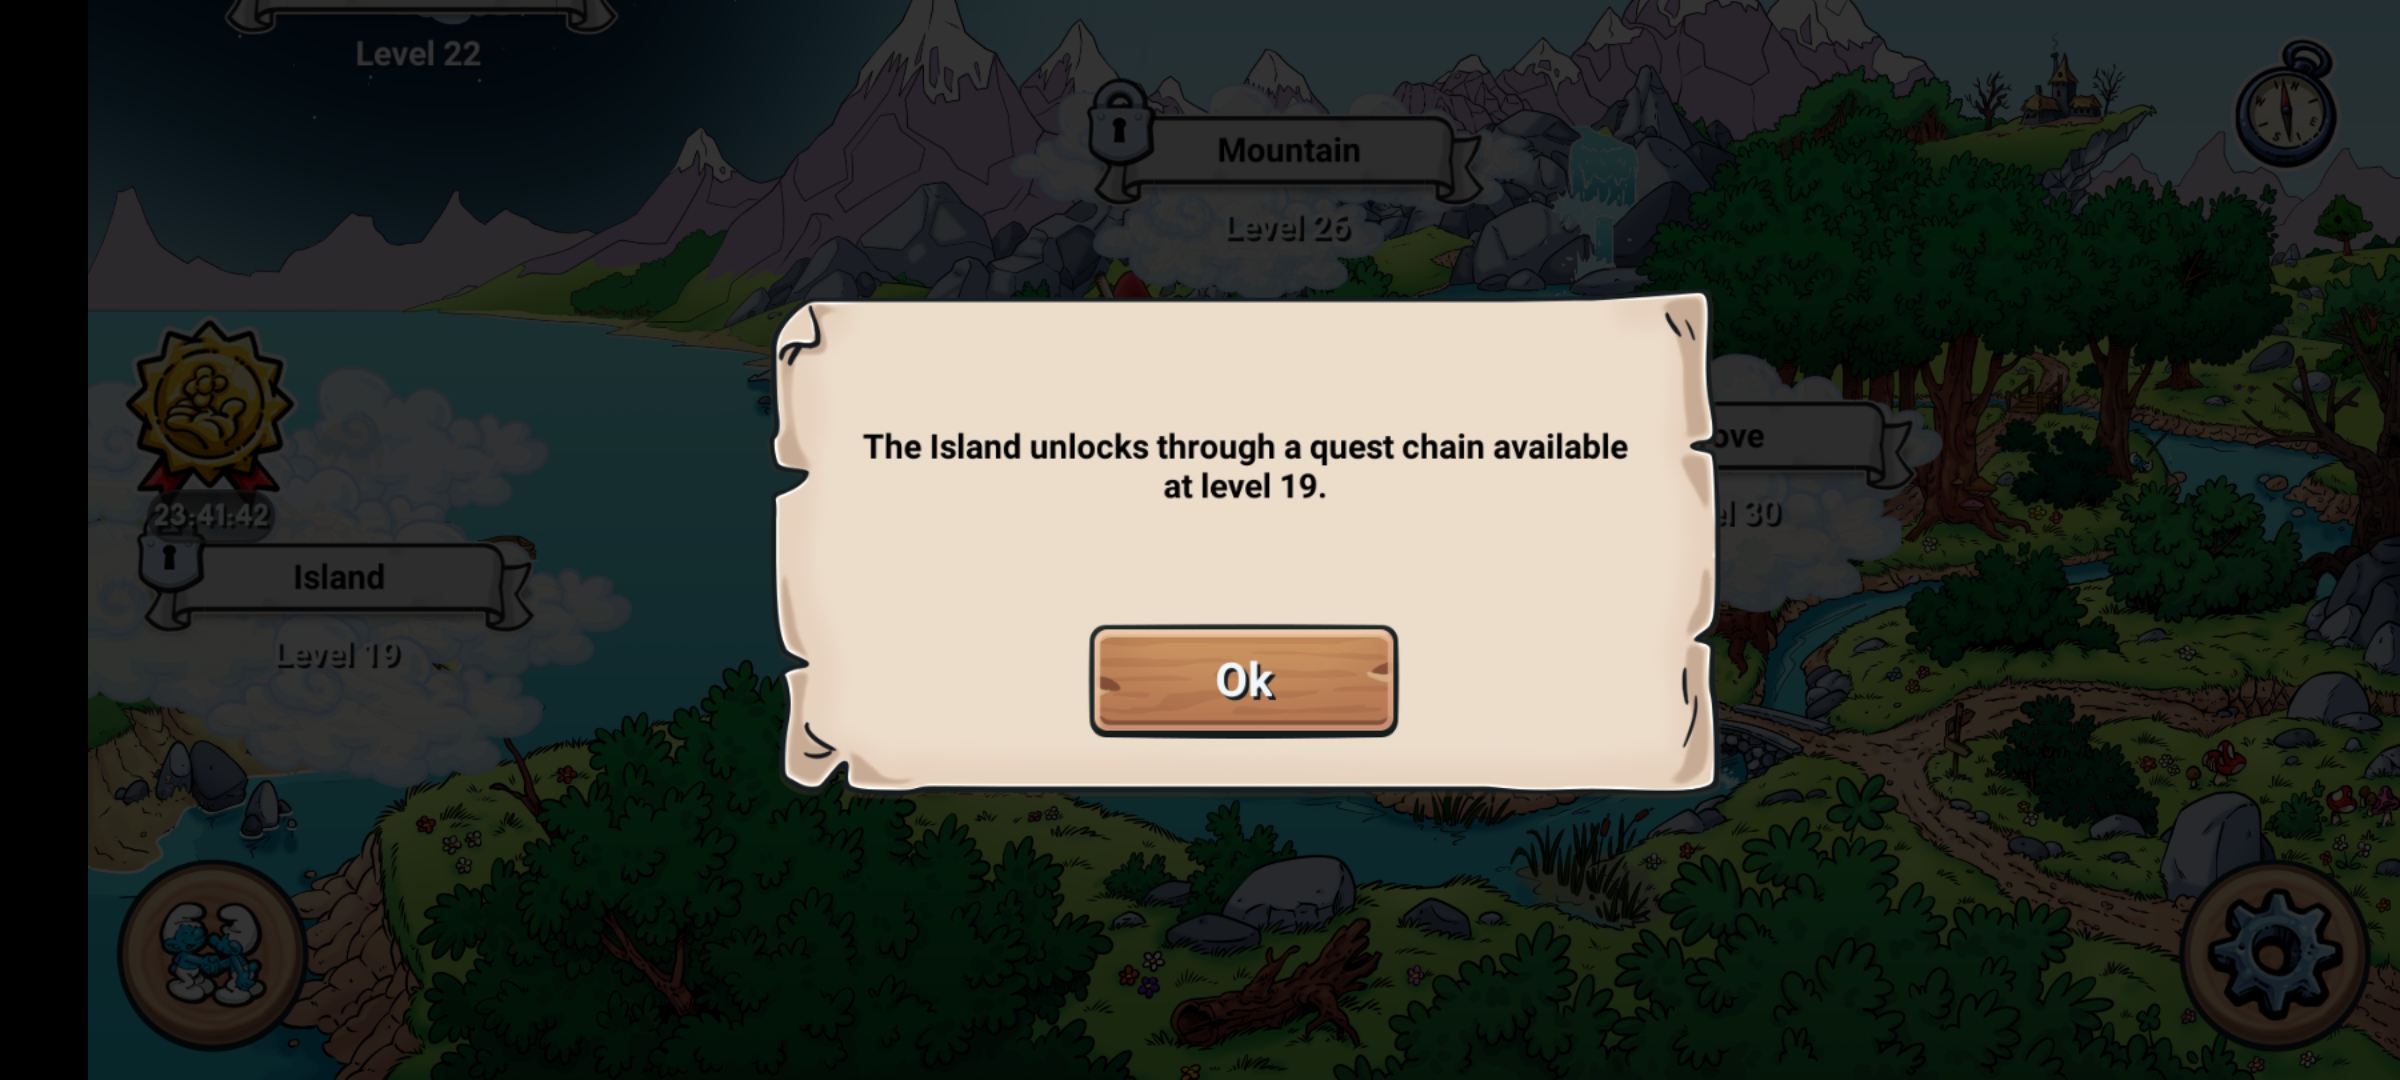 Level 22
Mountain
Level 26
The Island unlocks through a quest chain available
at level 19.
23:41:42
Island
Level 19
30
Ok